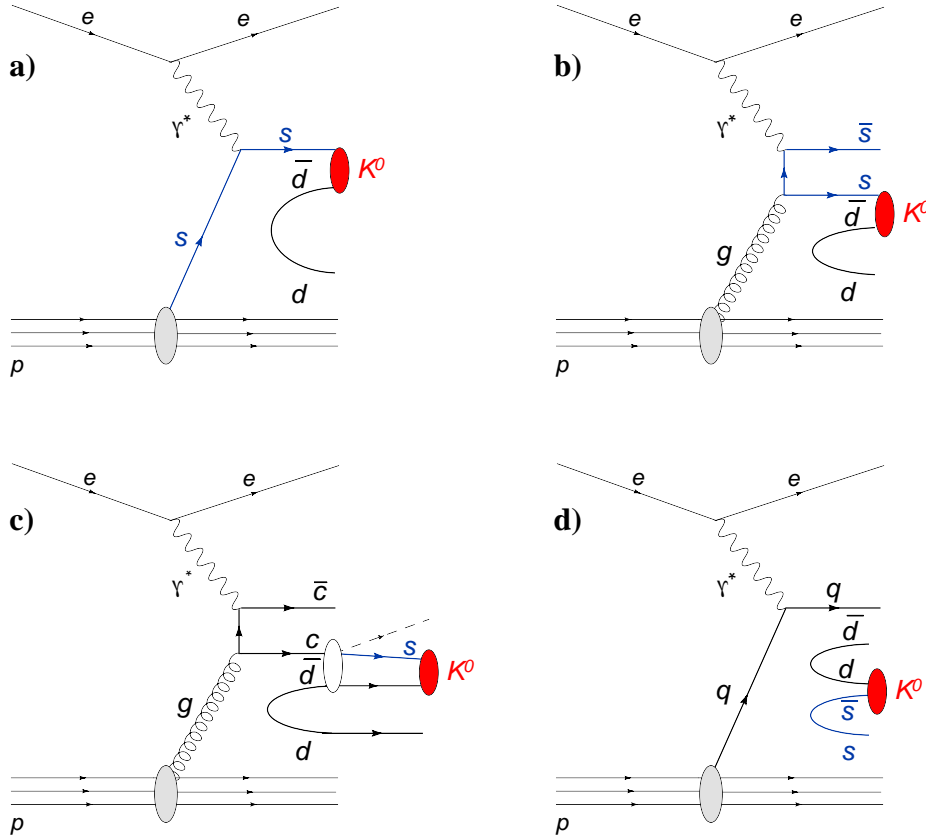 e e
a)
γ*
s
d̅ K⁰
s
d
p
e e
b)
γ*
s̅
s
d̅ K⁰
g
d
p
e e
c)
γ*
c̅
c s
d̅ K⁰
g
d
p
e e
d)
γ*
q
d̅
d
q K⁰
s̅
s
p